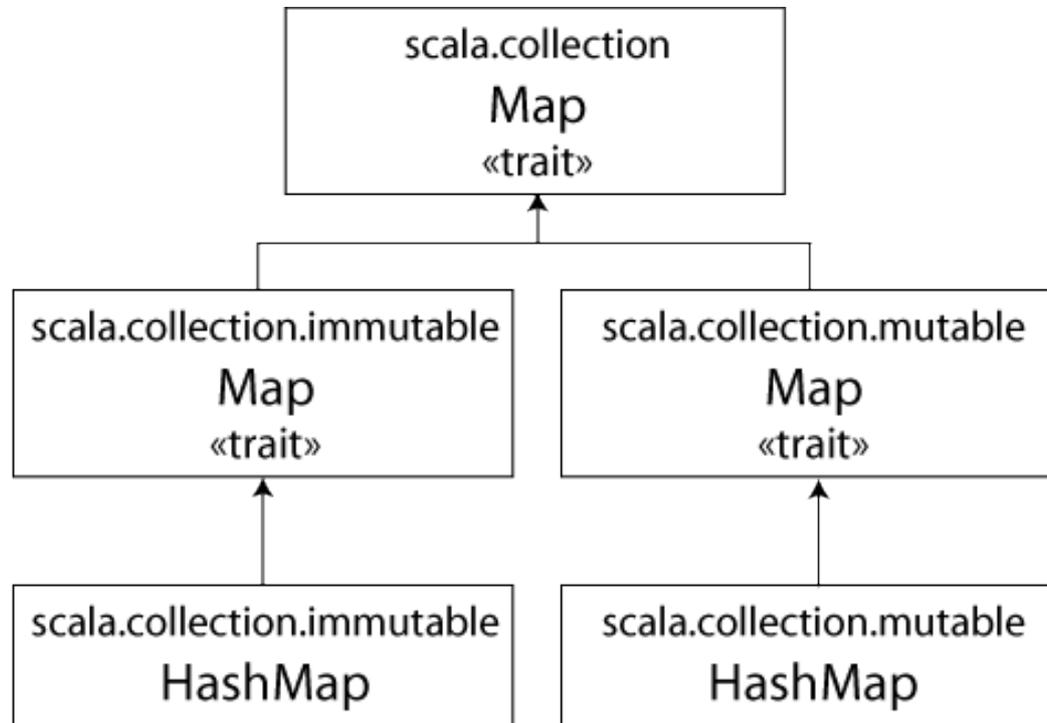 scala.collection
Map
«trait»
scala.collection.immutable
Map
«trait»
scala.collection.mutable
Map
«trait»
scala.collection.immutable
HashMap
scala.collection.mutable
HashMap